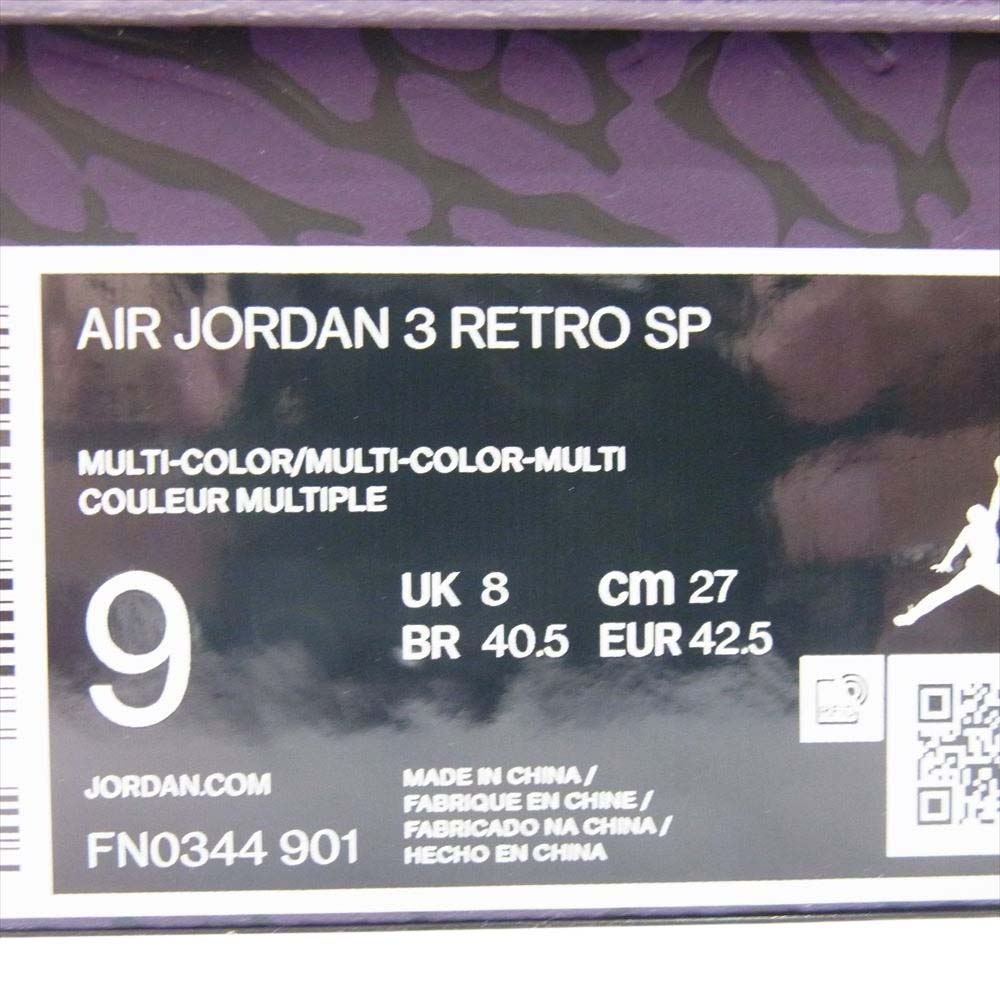 AIR JORDAN 3 RETRO SP
MULTI-COLOR/MULTI-COLOR-MULTI
COULEUR MULTIPLE
9
UK 8 cm 27
BR 40.5 EUR 42.5
JORDAN.COM
FN0344 901
MADE IN CHINA /
FABRIQUE EN CHINE /
FABRICADO NA CHINA /
HECHO EN CHINA